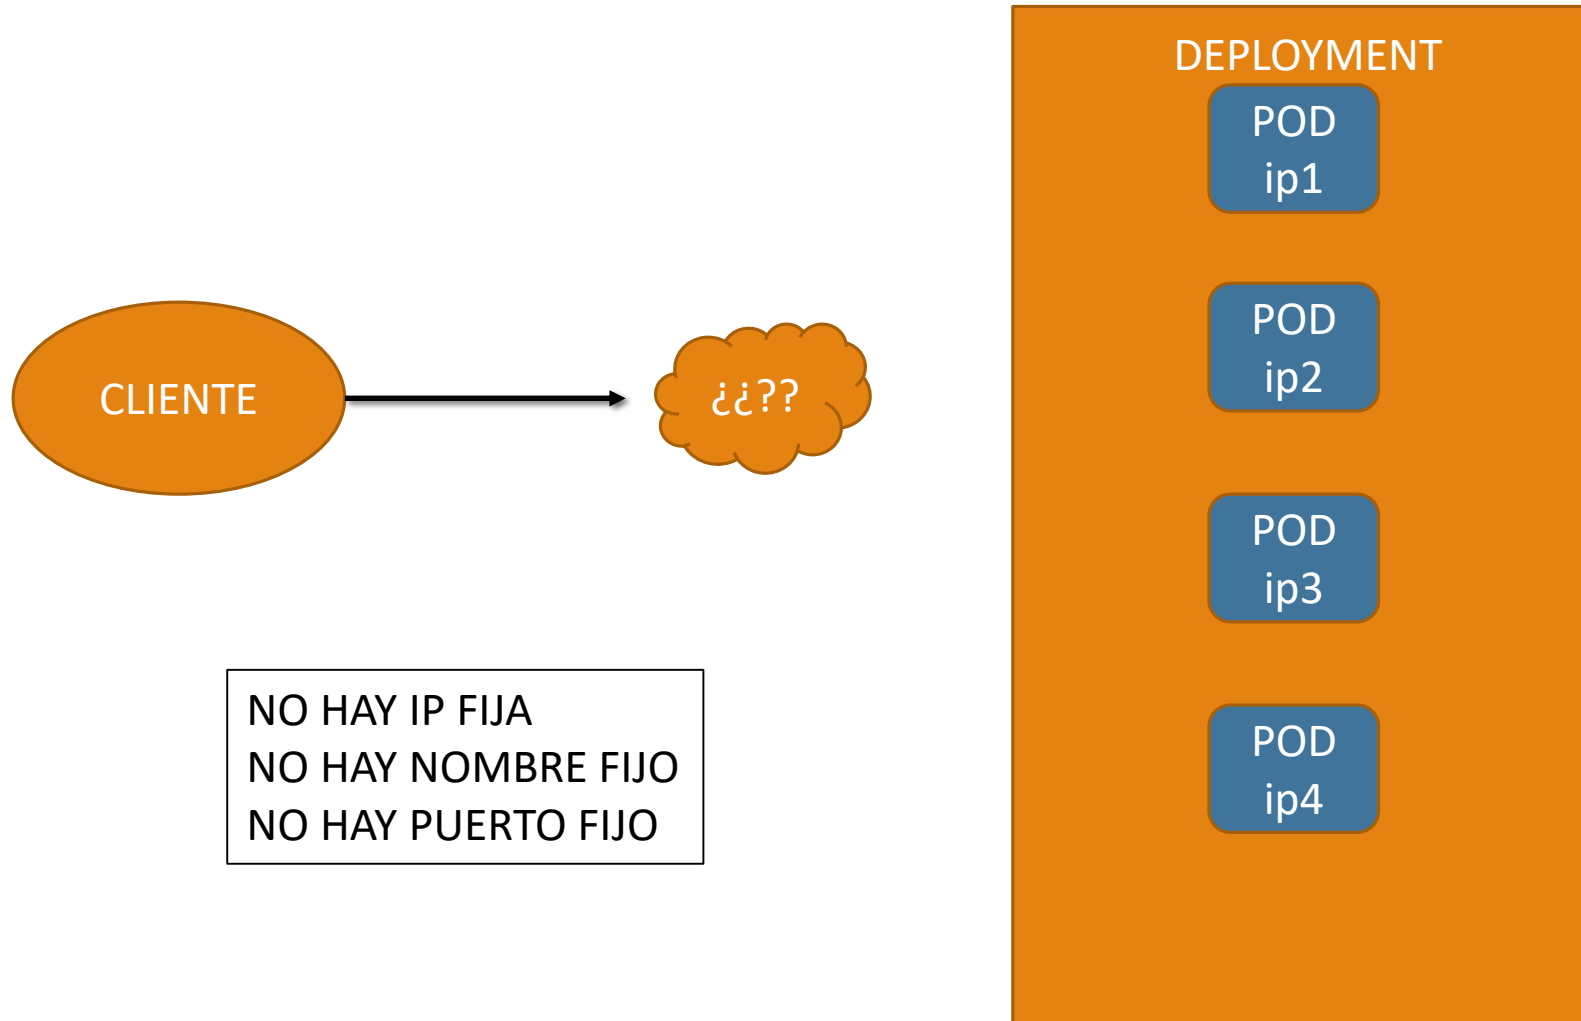 DEPLOYMENT
POD
ip1
POD
ip2
CLIENTE
¿¿??
POD
ip3
NO HAY IP FIJA
NO HAY NOMBRE FIJO
NO HAY PUERTO FIJO
POD
ip4